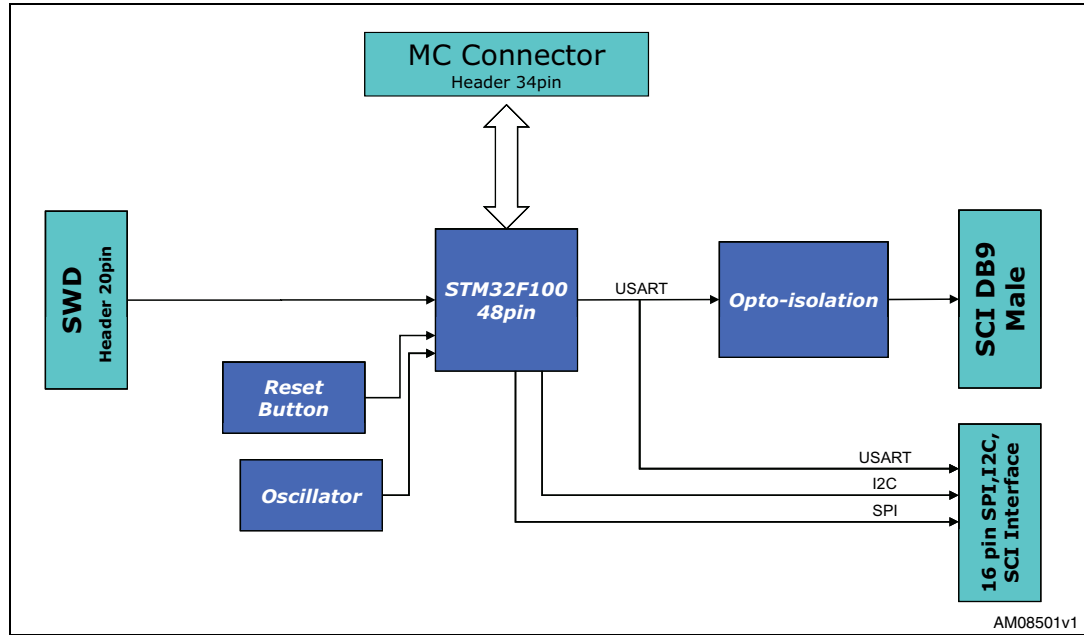 MC Connector
Header 34pin
SWD
Header 20pin
STM32F100
48pin
USART
Opto-isolation
SCI DB9
Male
Reset
Button
Oscillator
USART
I2C
SPI
16 pin SPI,I2C,
SCI Interface
AM08501v1